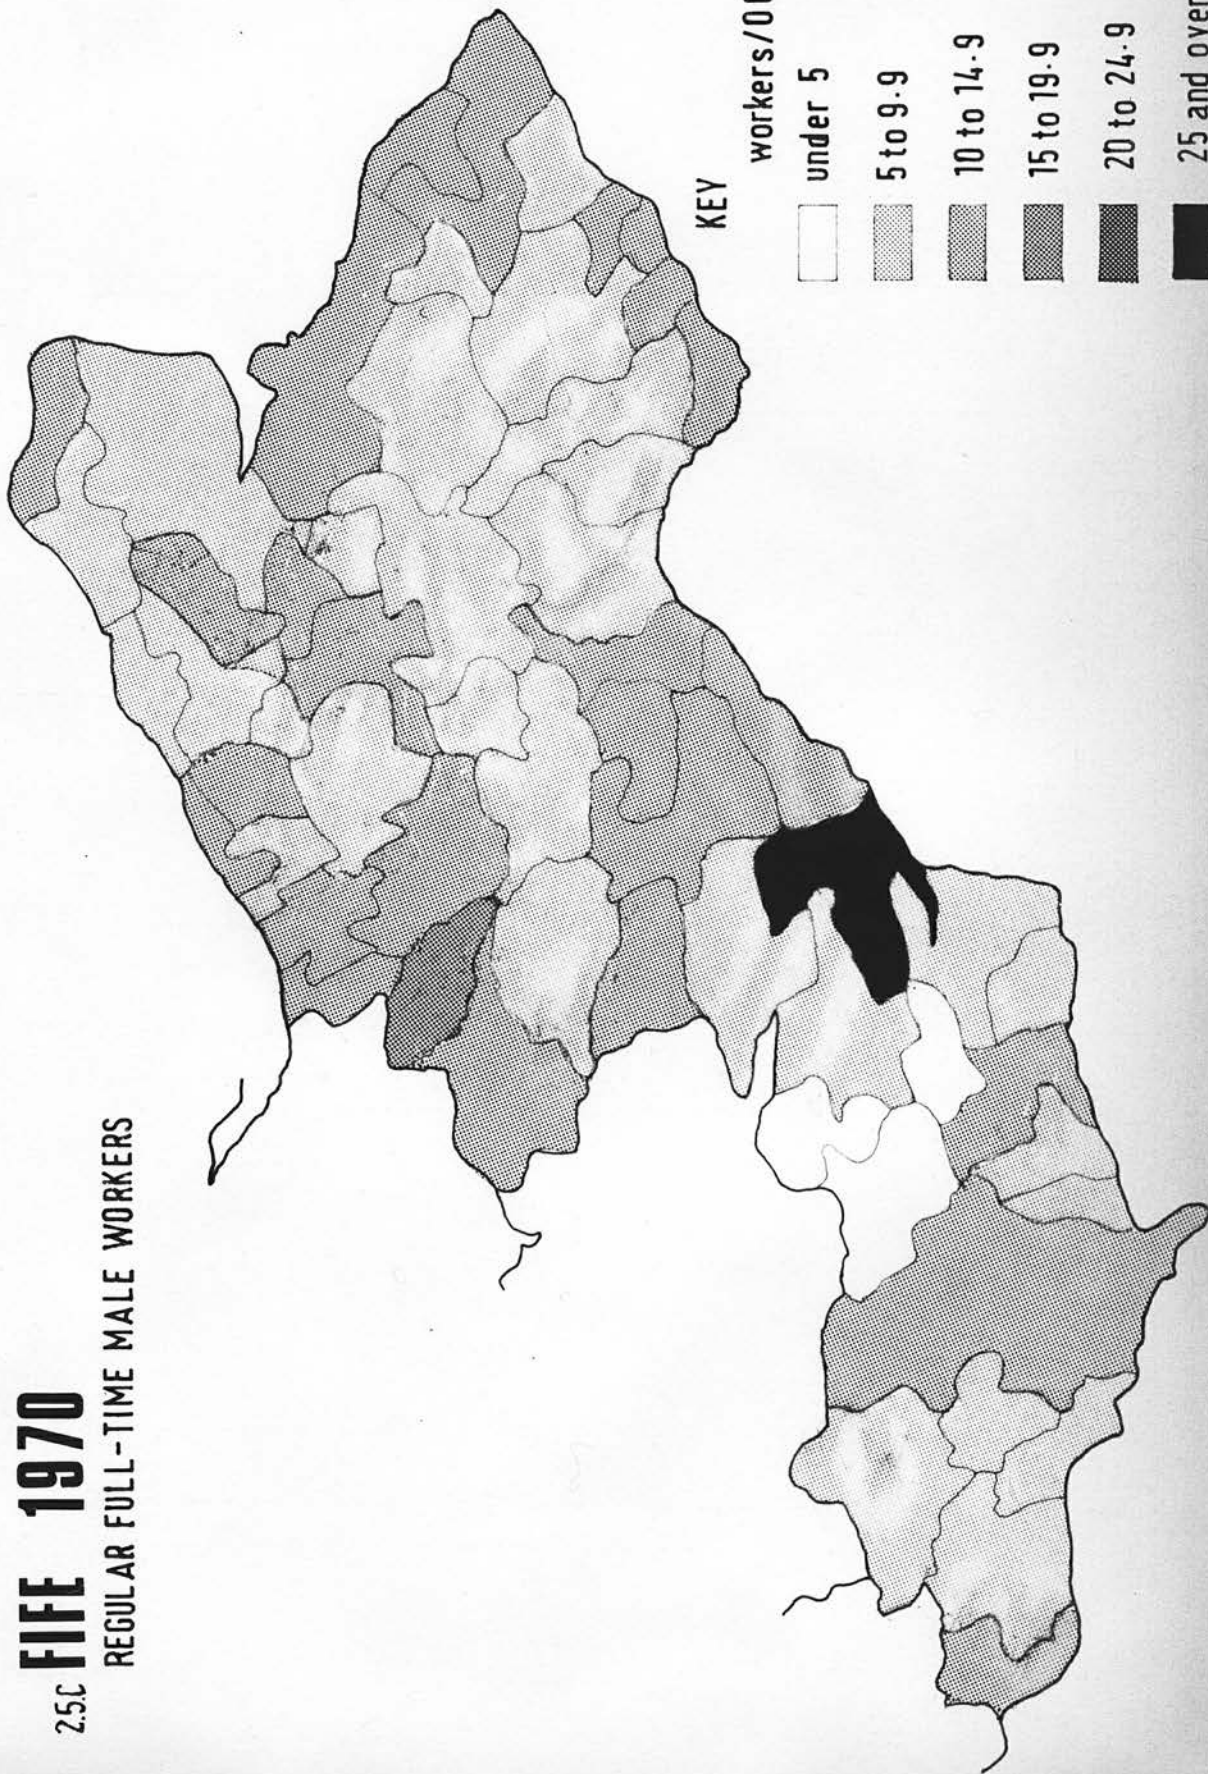 2.5.C FIFE 1970
REGULAR FULL-TIME MALE WORKERS
KEY
under 5
5 to 9·9
10 to 14·9
15 to 19·9
20 to 24·9
25 and over